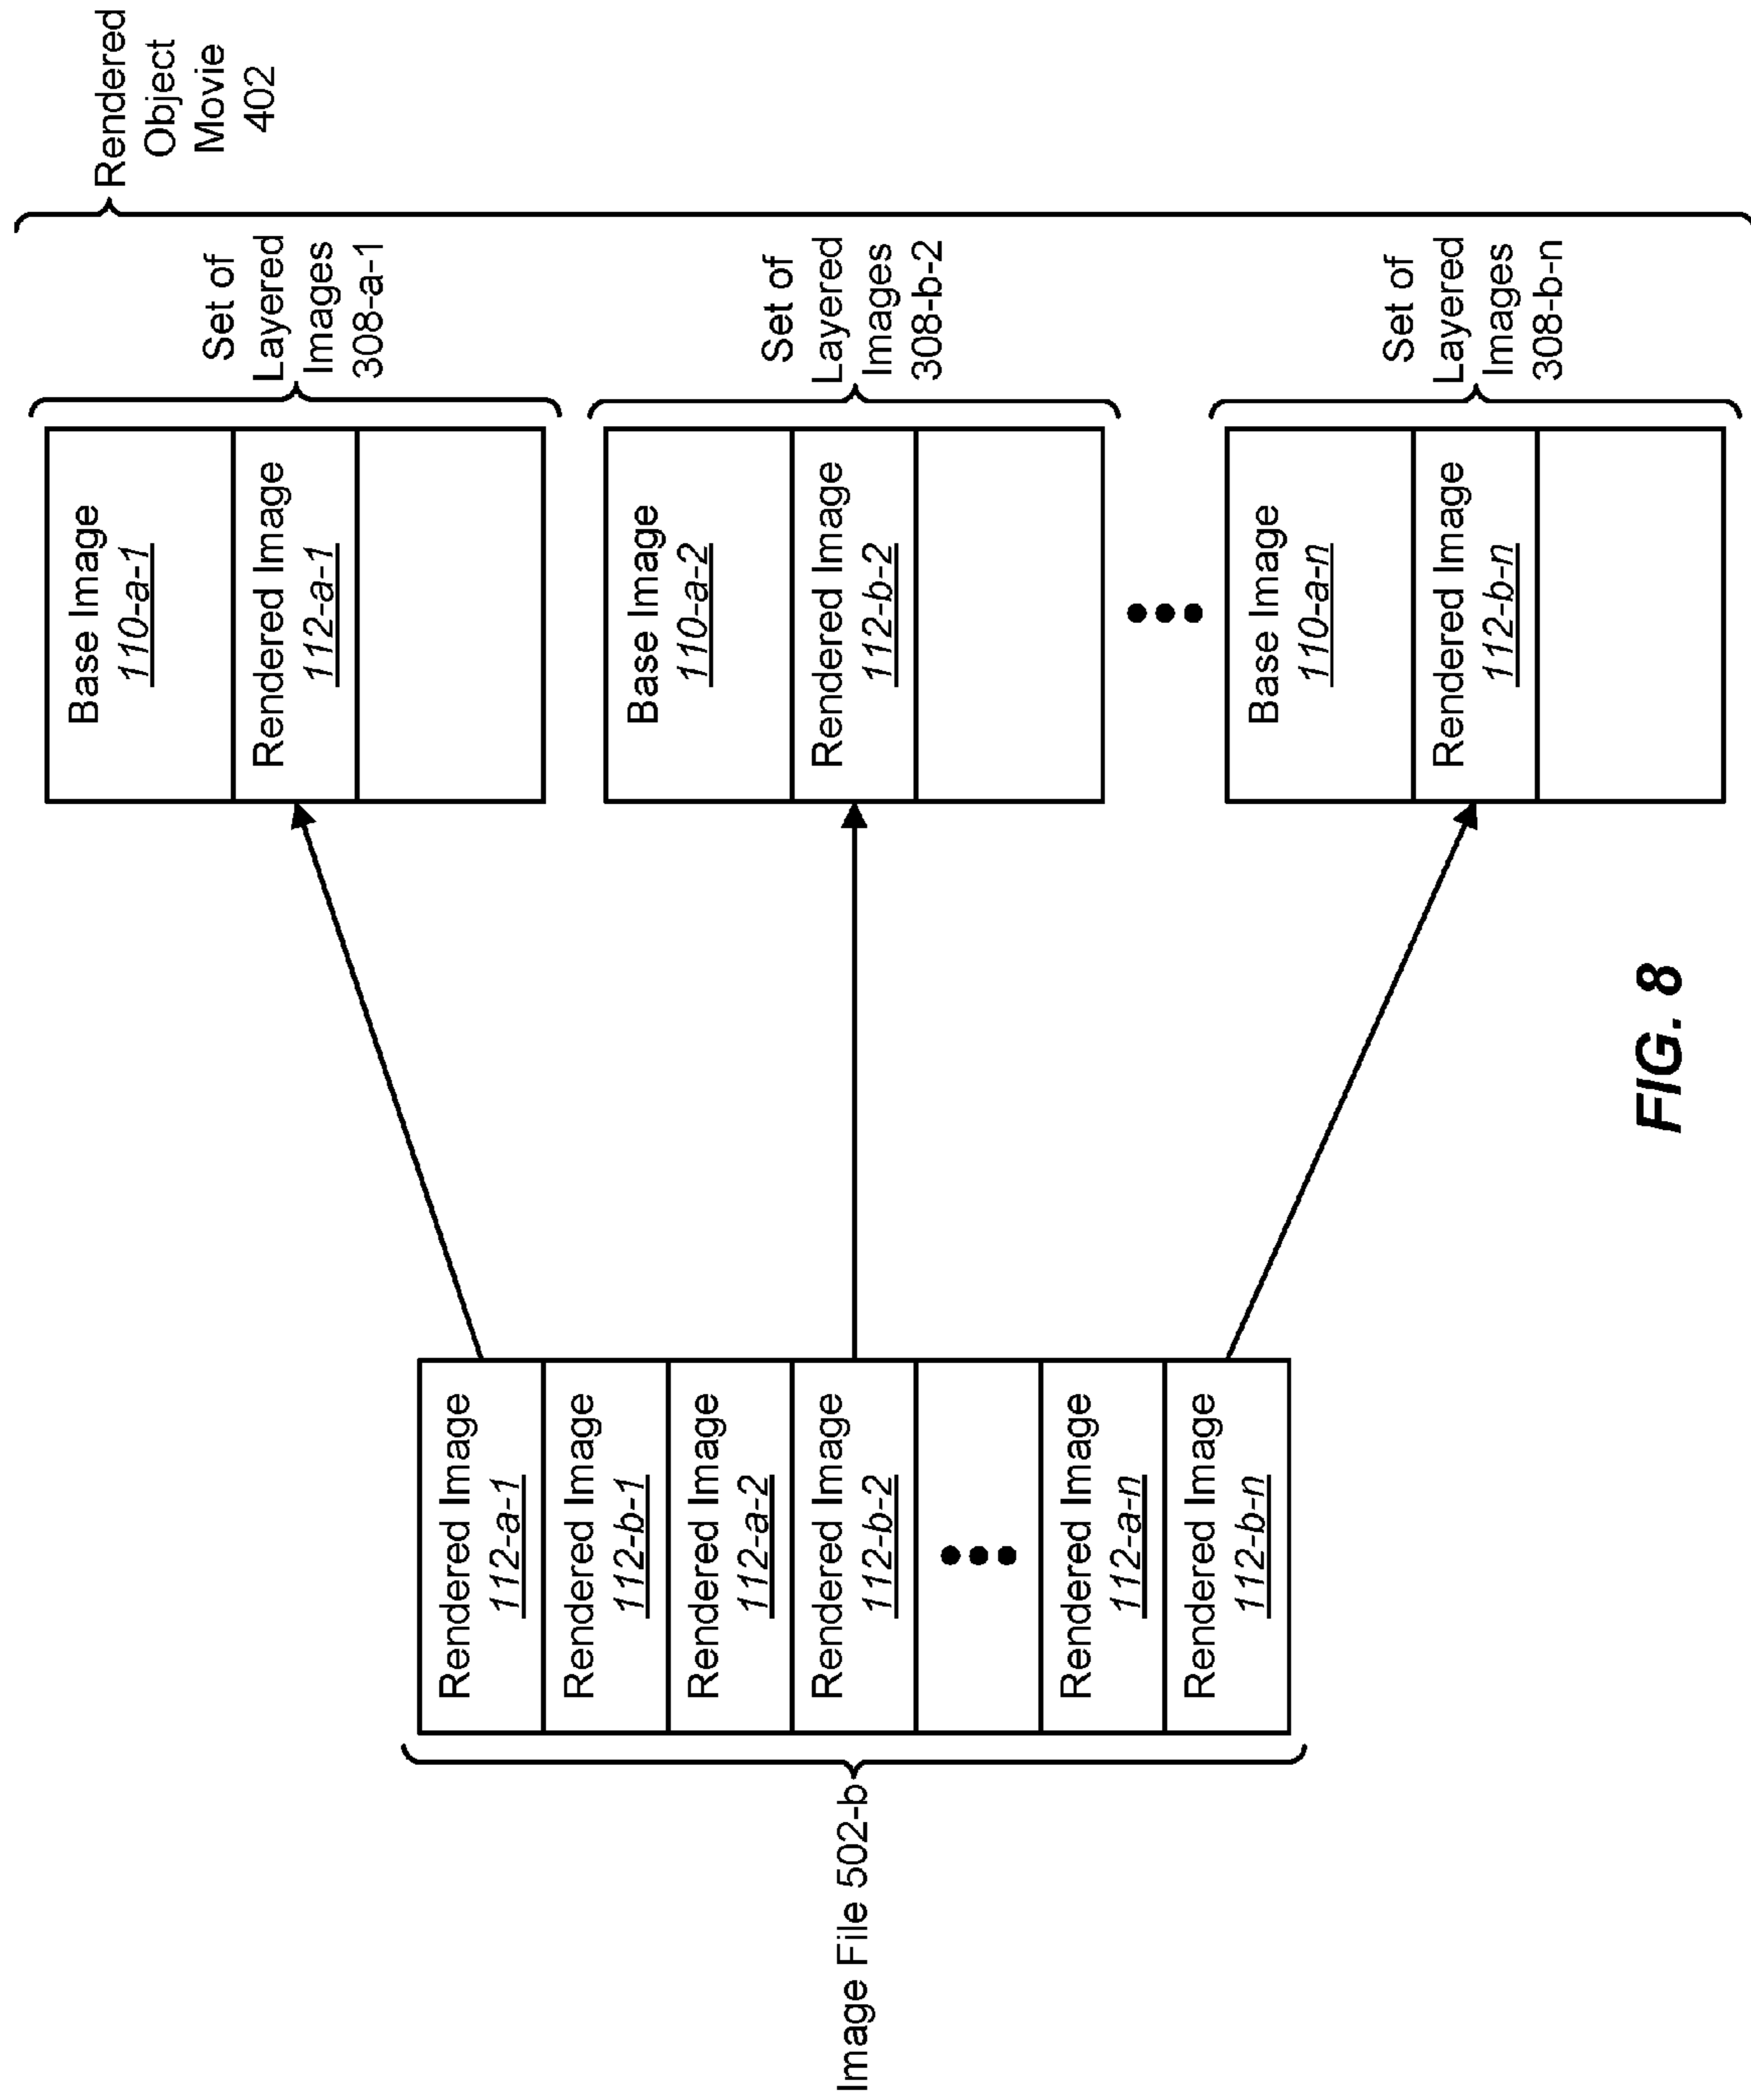 Image File 502-b
Rendered Image
112-a-1
Rendered Image
112-b-1
Rendered Image
112-a-2
Rendered Image
112-b-2
Rendered Image
112-a-n
Rendered Image
112-b-n
Base Image
110-a-1
Rendered Image
112-a-1
Set of
Layered
Images
308-a-1
Base Image
110-a-2
Rendered Image
112-b-2
Set of
Layered
Images
308-b-2
Base Image
110-a-n
Rendered Image
112-b-n
Set of
Layered
Images
308-b-n
Rendered
Object
Movie
402
FIG. 8